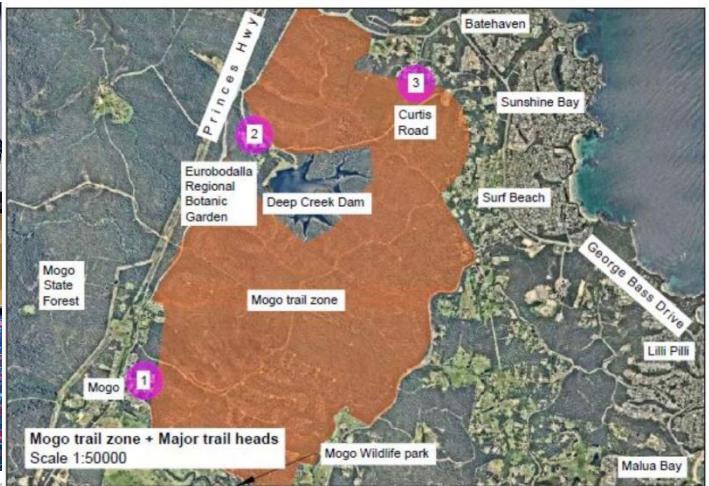 Batehaven
Princes Hwy
3
Sunshine Bay
Curtis
Road
2
Eurobodalla
Regional
Botanic
Garden
Deep Creek Dam
Surf Beach
George Bass Drive
Mogo
State
Forest
Mogo trail zone
Lilli Pilli
Mogo
1
Mogo trail zone + Major trail heads
Scale 1:50000
Mogo Wildlife park
Malua Bay